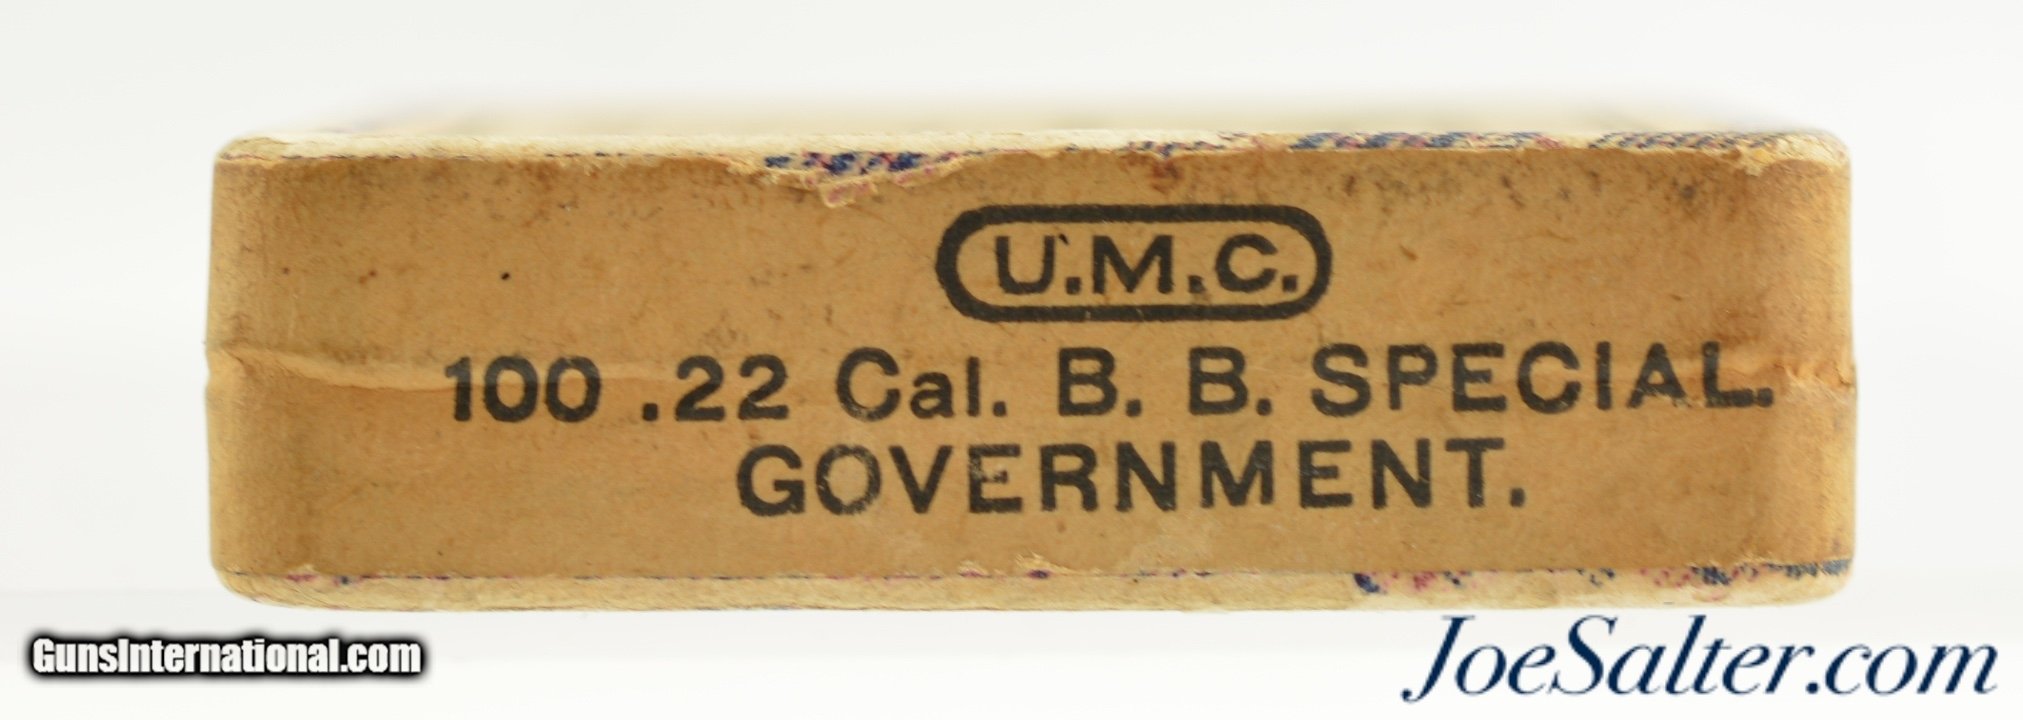 U.M.C.
100 .22 Cal. B. B. SPECIAL.
GOVERNMENT.
GunsInternational.com
JoeSalter.com